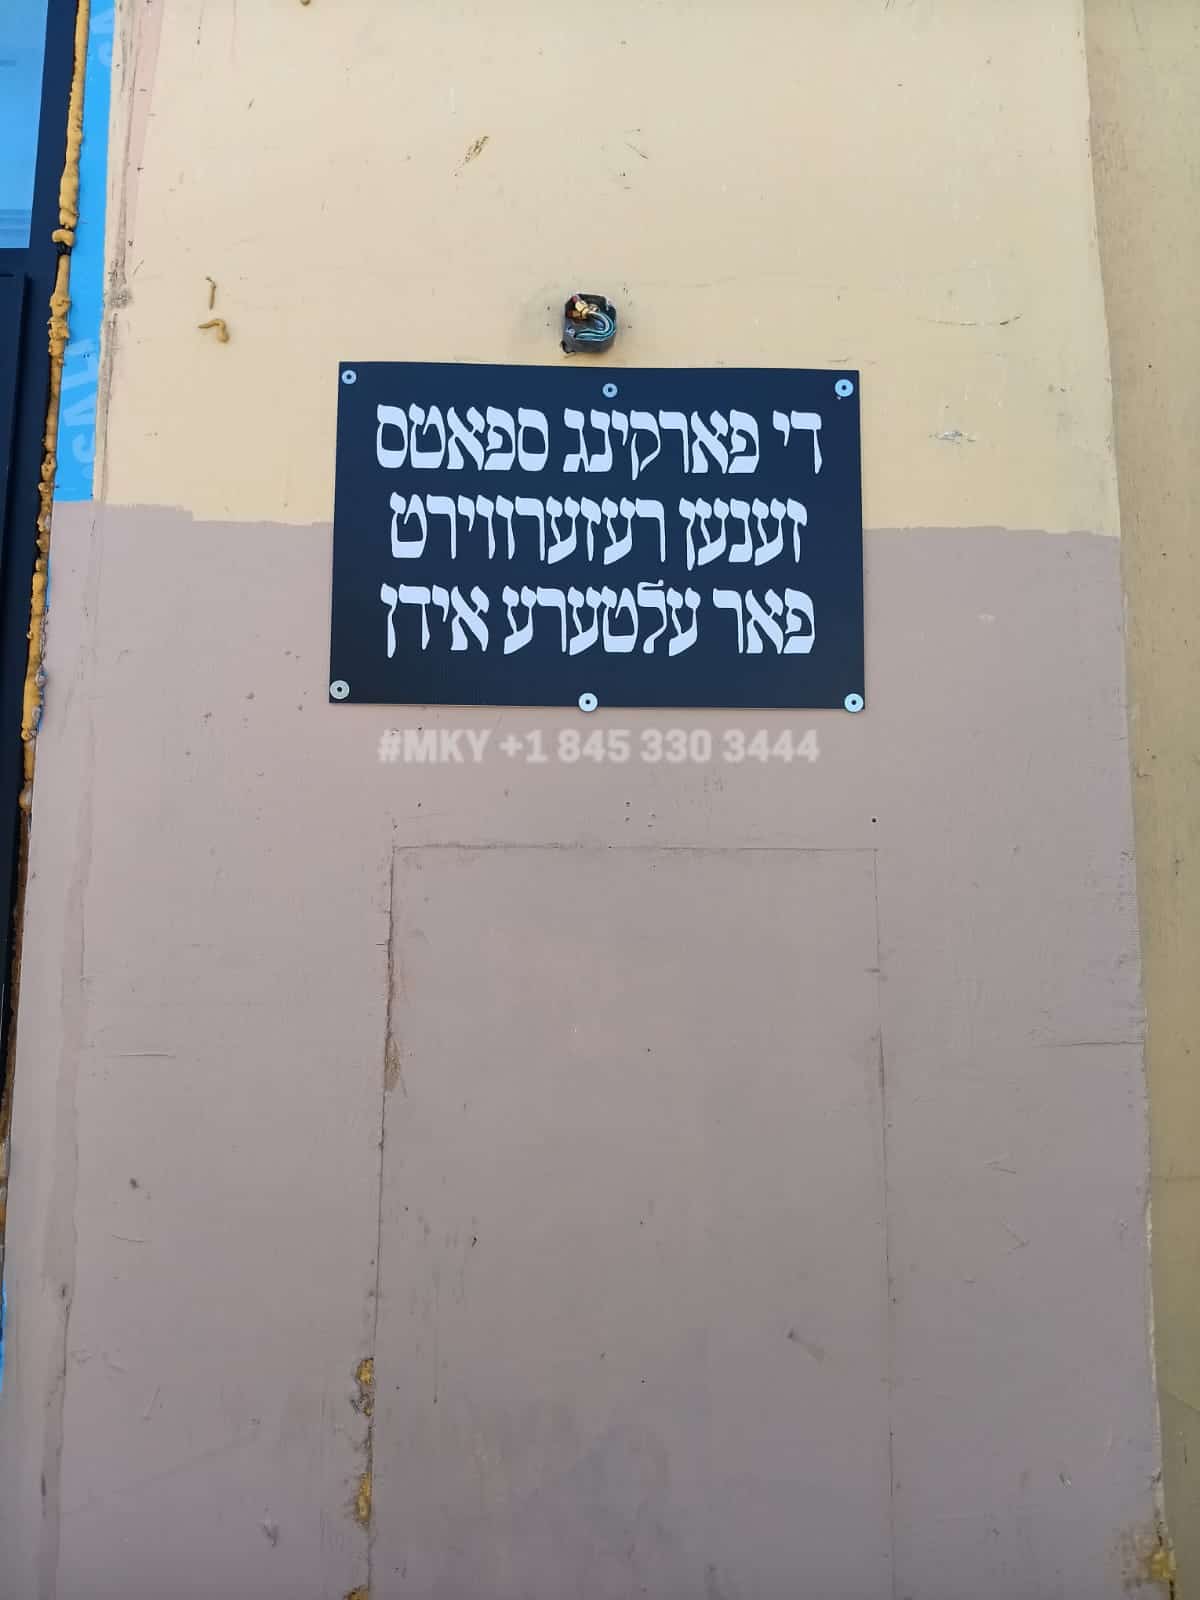 די פארקינג ספאטס
זענען רעזערווירט
פאר עלטערע אידן
#MKY +1 845 330 3444